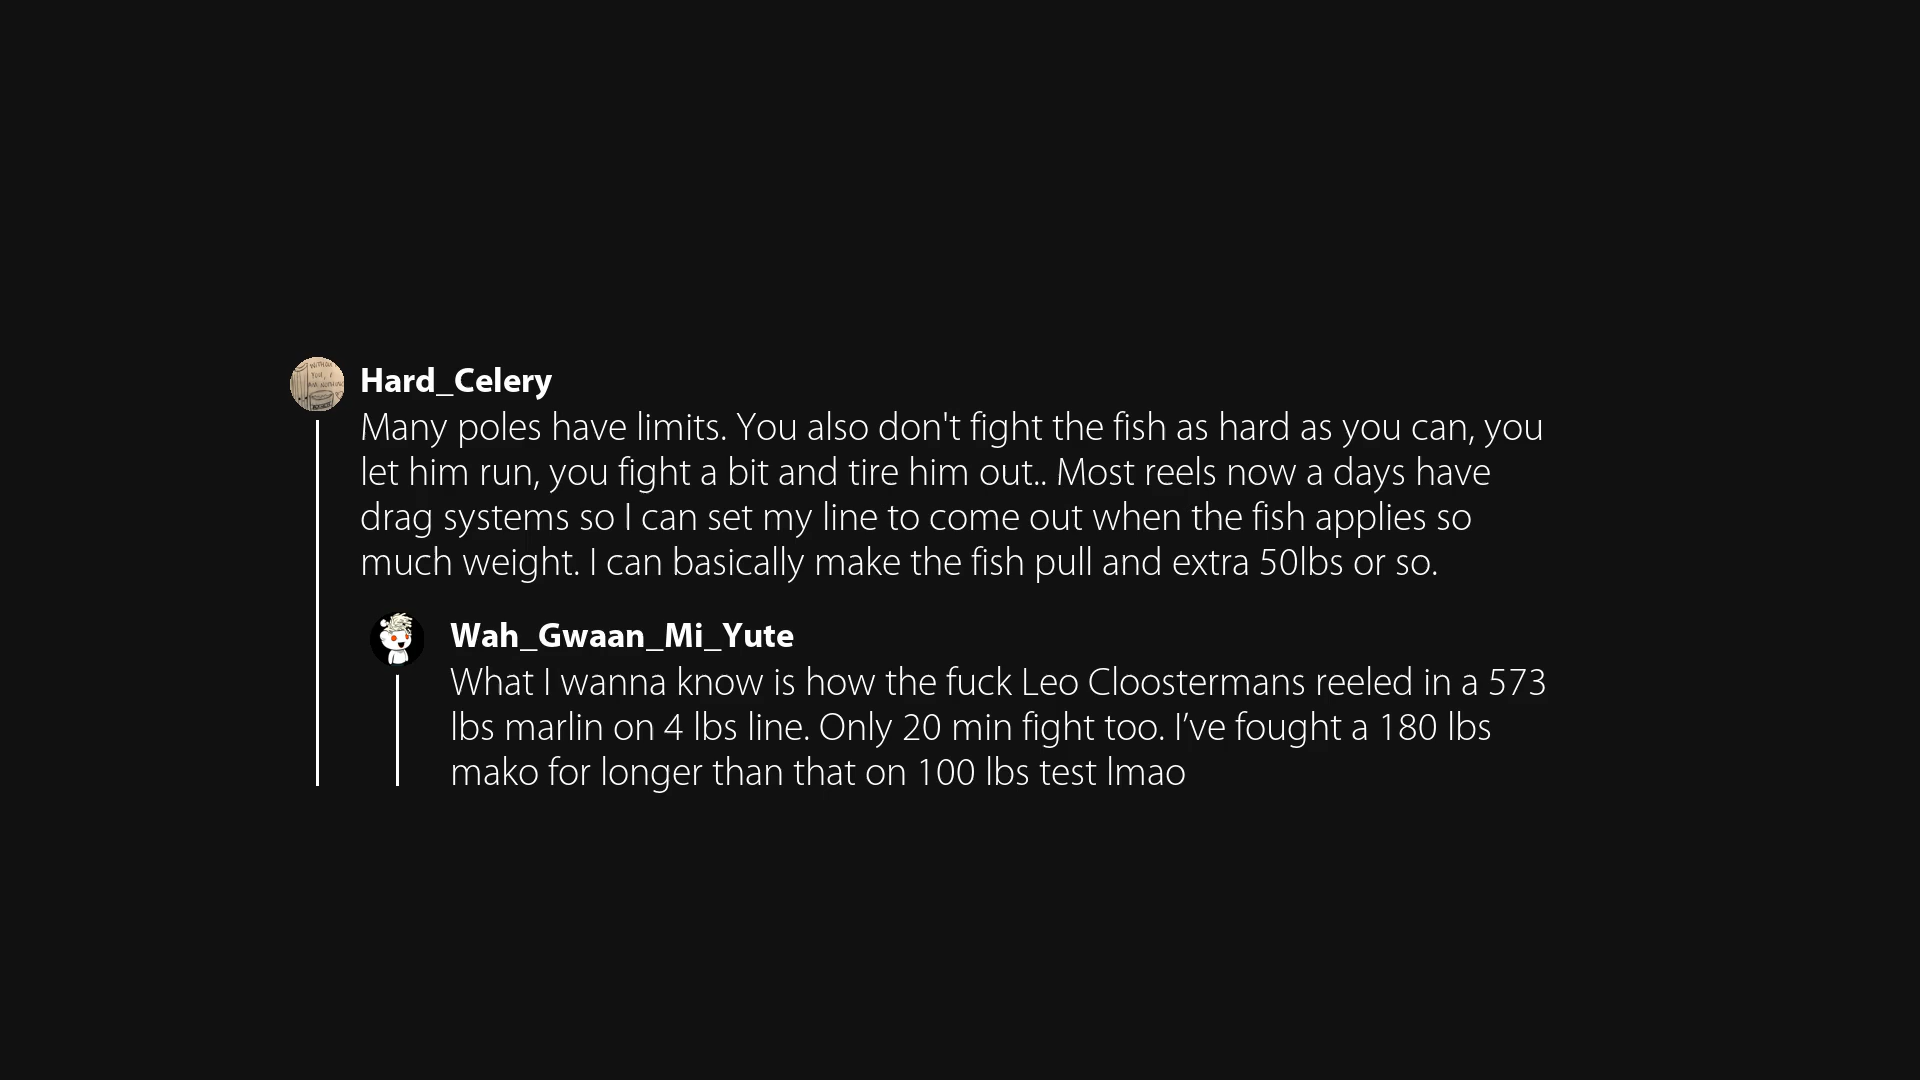 Hard_Celery
Many poles have limits. You also don't fight the fish as hard as you can, you
let him run, you fight a bit and tire him out.. Most reels now a days have
drag systems so I can set my line to come out when the fish applies so
much weight. I can basically make the fish pull and extra 50lbs or so.
Wah_Gwaan_Mi_Yute
What I wanna know is how the fuck Leo Cloostermans reeled in a 573
lbs marlin on 4 lbs line. Only 20 min fight too. I’ve fought a 180 lbs
mako for longer than that on 100 lbs test lmao